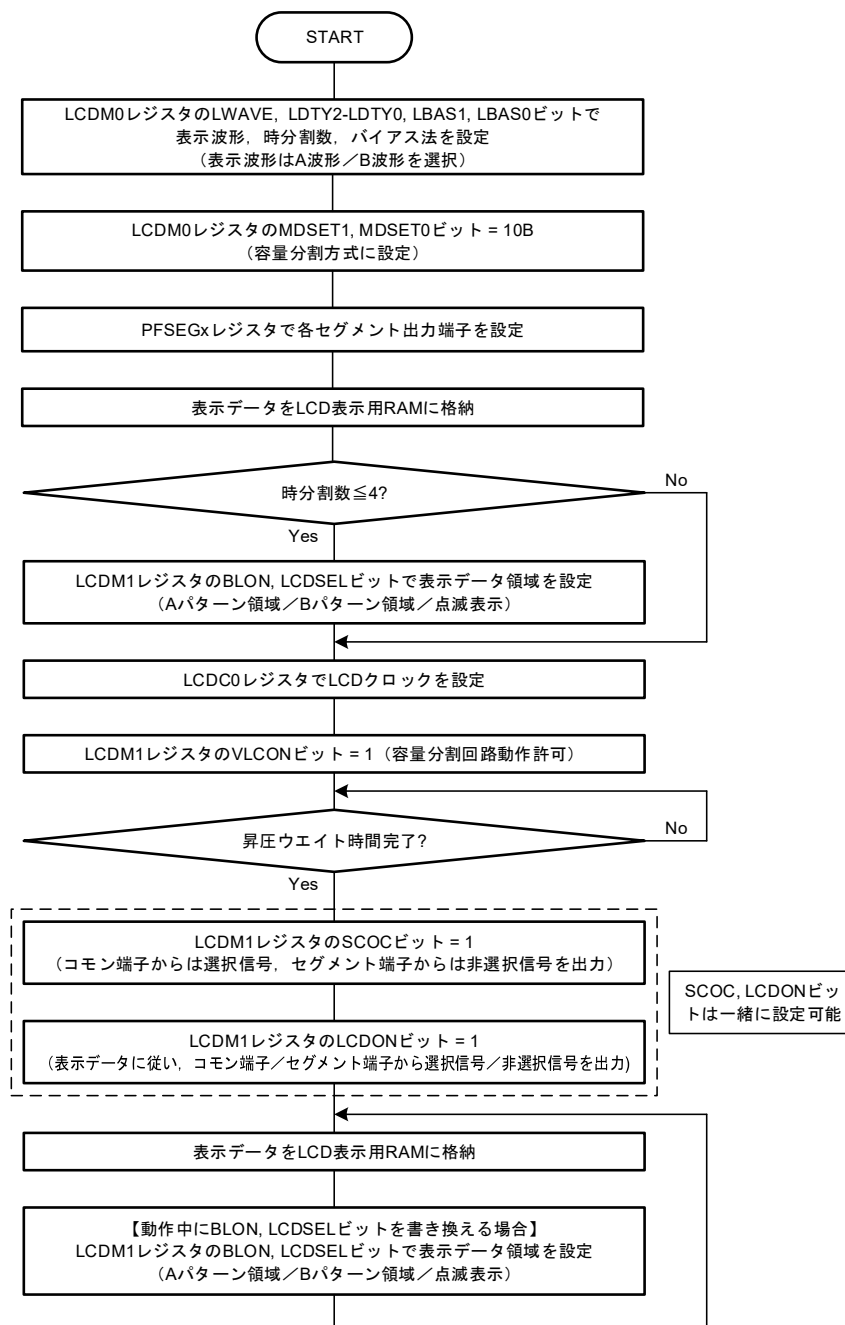 START
LCDM0レジスタのLWAVE, LDTY2-LDTY0, LBAS1, LBAS0ビットで
表示波形,時分割数,バイアス法を設定
(表示波形はA波形/B波形を選択)
LCDM0レジスタのMDSET1, MDSET0ビット = 10B
(容量分割方式に設定)
PFSEGxレジスタで各セグメント出力端子を設定
表示データをLCD表示用RAMに格納
時分割数≦4?
No
Yes
LCDM1レジスタのBLON, LCDSELビットで表示データ領域を設定
(Aパターン領域/Bパターン領域/点滅表示)
LCDC0レジスタでLCDクロックを設定
LCDM1レジスタのVLCONビット = 1(容量分割回路動作許可)
昇圧ウエイト時間完了?
No
Yes
LCDM1レジスタのSCOCビット = 1
(コモン端子からは選択信号,セグメント端子からは非選択信号を出力)
SCOC, LCDONビッ
トは一緒に設定可能
LCDM1レジスタのLCDONビット = 1
(表示データに従い,コモン端子/セグメント端子から選択信号/非選択信号を出力)
表示データをLCD表示用RAMに格納
【動作中にBLON, LCDSELビットを書き換える場合】
LCDM1レジスタのBLON, LCDSELビットで表示データ領域を設定
(Aパターン領域/Bパターン領域/点滅表示)